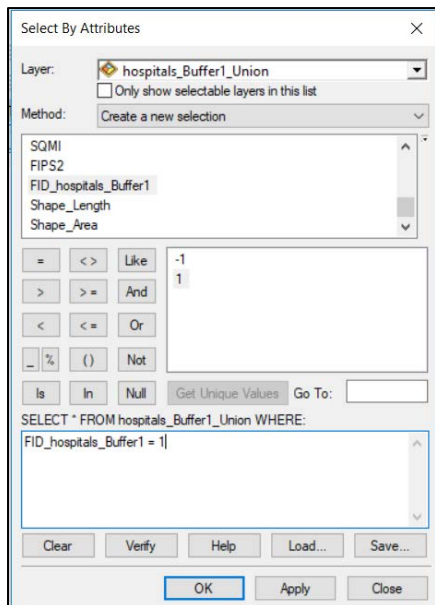 Select By Attributes
Layer: hospitals_Buffer1_Union
Only show selectable layers in this list
Method: Create a new selection
SQMI
FIPS2
FID_hospitals_Buffer1
Shape_Length
Shape_Area
= < > Like
> > = And
< < = Or
_ % () Not
Is In Null
-1
1
Get Unique Values Go To:
SELECT * FROM hospitals_Buffer1_Union WHERE:
FID_hospitals_Buffer1 = 1
Clear Verify Help Load... Save...
OK Apply Close